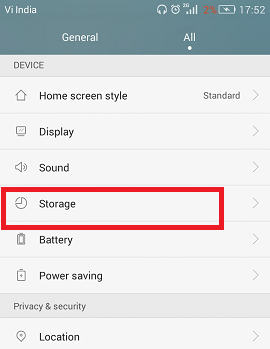 Vi India 3G 2% 17:52
General All
DEVICE
Home screen style Standard
Display
Sound
Storage
Battery
Power saving
Privacy & security
Location